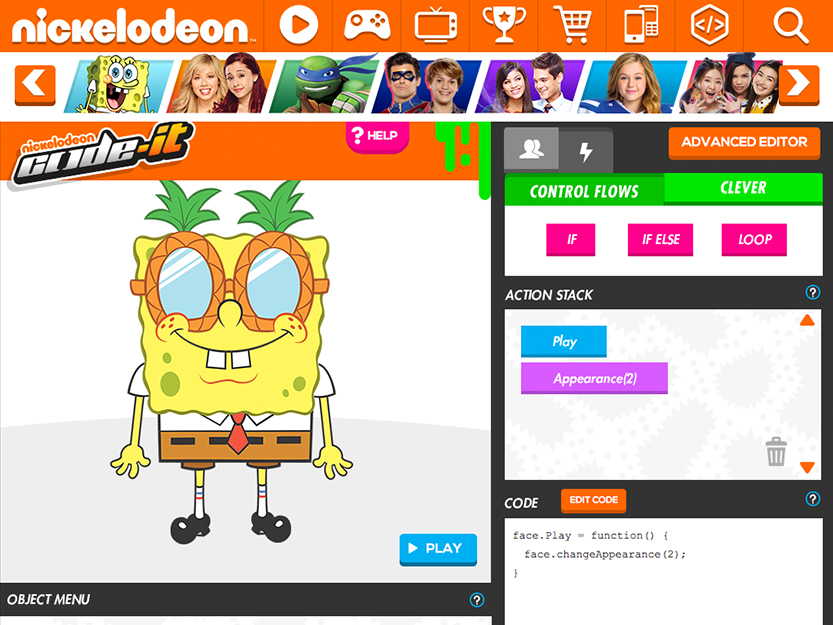 nickelodeon
nickelodeon
code-it
? HELP
ADVANCED EDITOR
CONTROL FLOWS
CLEVER
IF
IF ELSE
LOOP
ACTION STACK
?
Play
Appearance(2)
CODE
EDIT CODE
?
face.Play = function() {
face.changeAppearance(2);
}
PLAY
OBJECT MENU
?